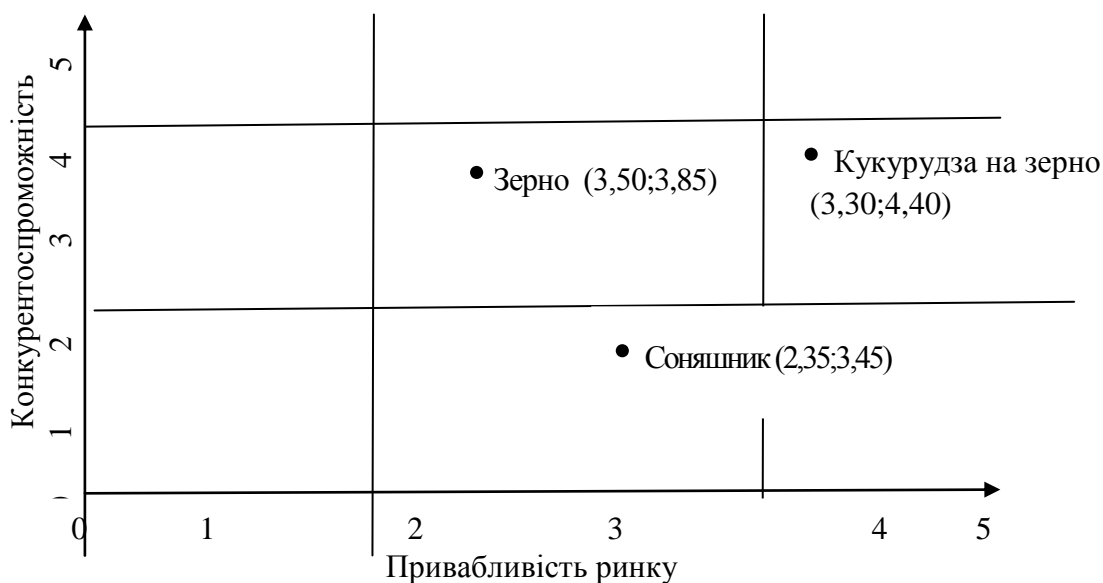 Конкурентоспроможність
5
4
3
2
1
Зерно (3,50;3,85)
Кукурудза на зерно
(3,30;4,40)
Соняшник (2,35;3,45)
0 1 2 3 4 5
Привабливість ринку